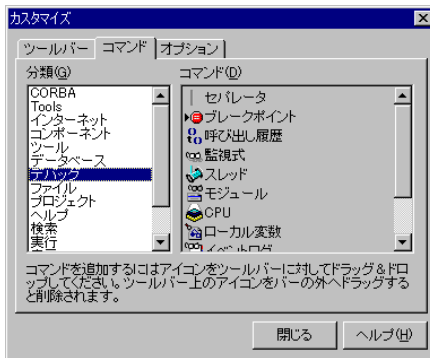 カスタマイズ
ツールバー コマンド オプション
分類(G)
CORBA
Tools
インターネット
コンポーネント
ツール
データベース
デバッグ
ファイル
プロジェクト
ヘルプ
検索
実行
コマンド(D)
セパレータ
ブレークポイント
呼び出し履歴
監視式
スレッド
モジュール
CPU
ローカル変数
イベントログ
コマンドを追加するにはアイコンをツールバーに対してドラッグ&ドロ
ップしてください。ツールバー上のアイコンをバーの外へドラッグする
と削除されます。
閉じる ヘルプ(H)